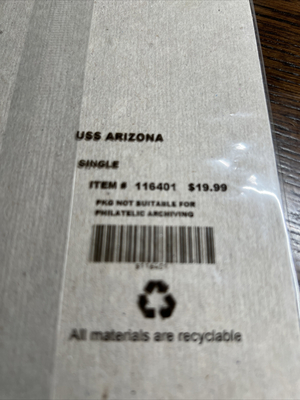 USS ARIZONA
SINGLE
ITEM # 116401 $19.99
PKG NOT SUITABLE FOR
PHILATELIC ARCHIVING
All materials are recyclable